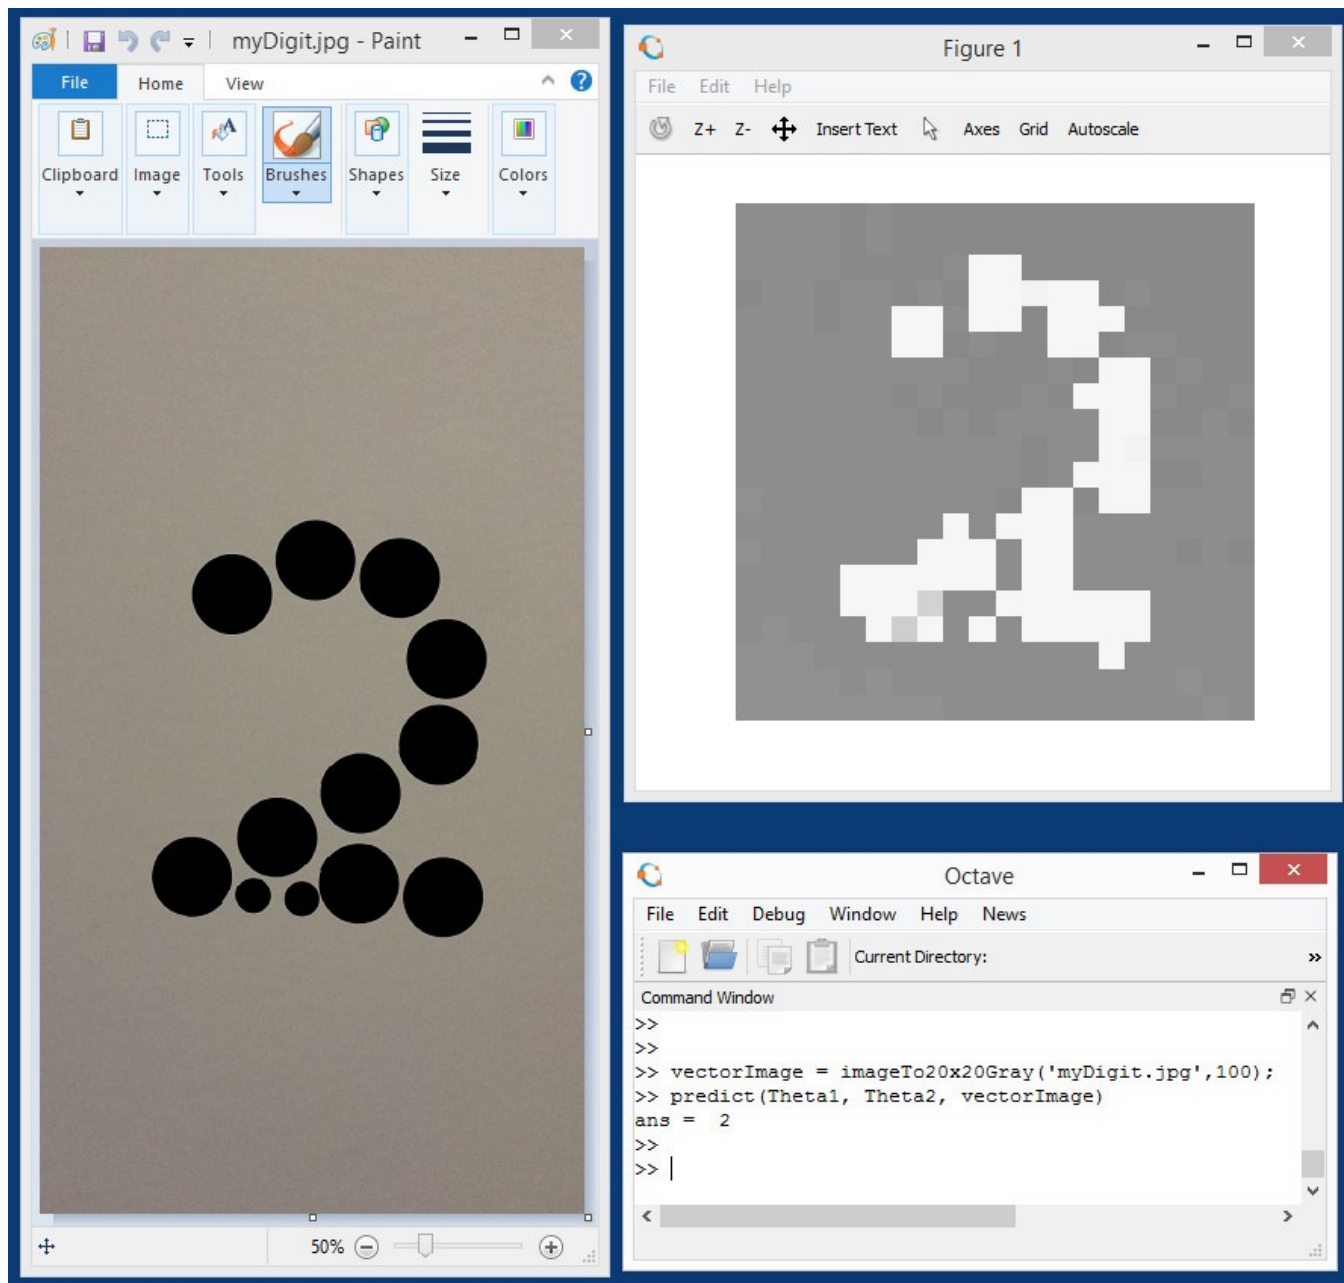 myDigit.jpg - Paint
File Home View
Clipboard Image Tools Brushes Shapes Size Colors
50%
Figure 1
File Edit Help
Z+ Z- Insert Text Axes Grid Autoscale
Octave
File Edit Debug Window Help News
Current Directory:
Command Window
>>
>>
>> vectorImage = imageTo20x20Gray('myDigit.jpg',100);
>> predict(Theta1, Theta2, vectorImage)
ans =  2
>>
>>